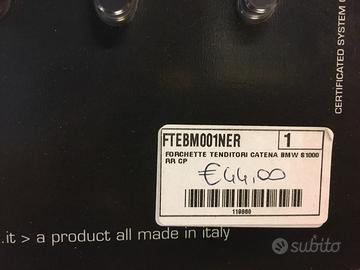 FTEBM001NER 1
FORCHETTE TENDITORI CATENA BMW S1000
RR CP
€44,00
119860
.it > a product all made in italy
CERTIFICATED SYSTEM
subito